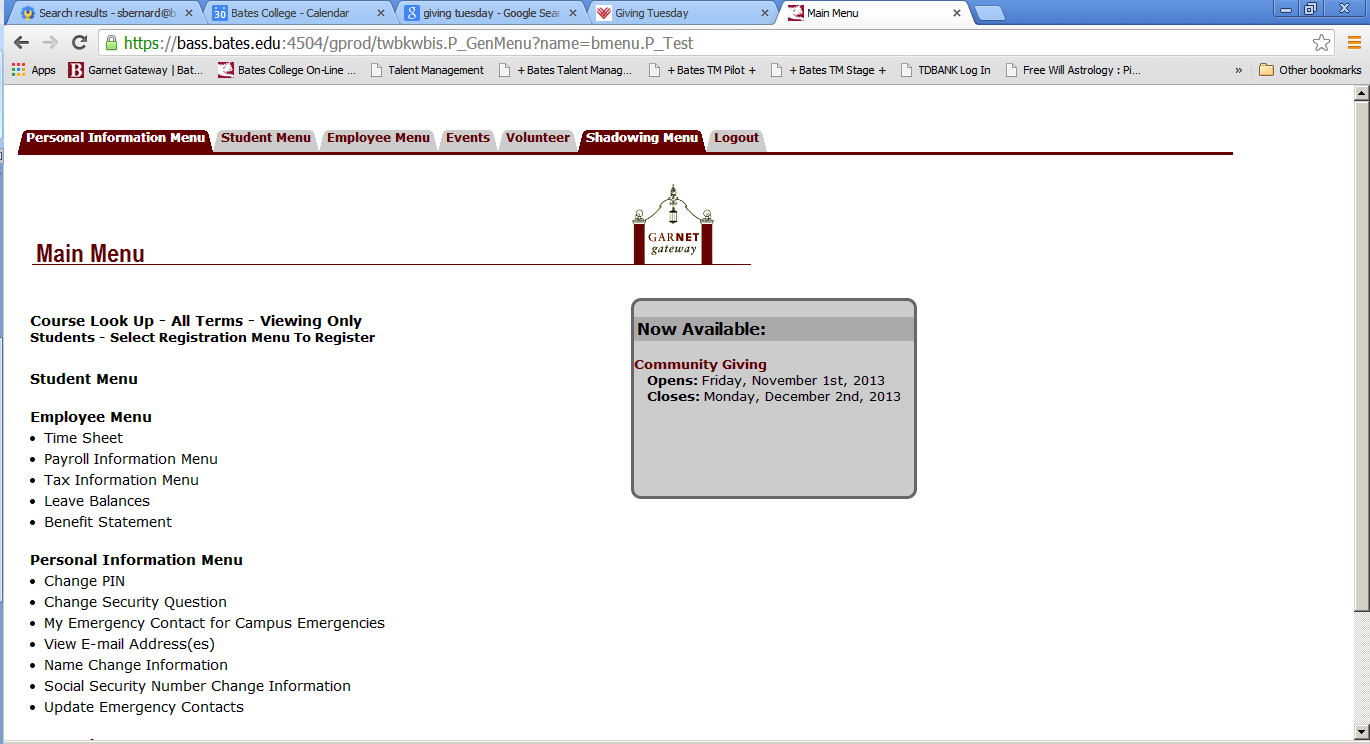 Search results - sbernard@b
30 Bates College - Calendar
giving tuesday - Google Sear
Giving Tuesday
Main Menu
https://bass.bates.edu:4504/gprod/twbkwbis.P_GenMenu?name=bmenu.P_Test
Apps
B Garnet Gateway | Bat...
Bates College On-Line ...
Talent Management
+Bates Talent Manag...
+Bates TM Pilot +
+Bates TM Stage +
TDBANK Log In
Free Will Astrology : Pi...
»
Other bookmarks
Personal Information Menu
Student Menu
Employee Menu
Events
Volunteer
Shadowing Menu
Logout
GARNET
gateway
Main Menu
Course Look Up - All Terms - Viewing Only
Students - Select Registration Menu To Register
Student Menu
Employee Menu
• Time Sheet
• Payroll Information Menu
• Tax Information Menu
• Leave Balances
• Benefit Statement
Personal Information Menu
• Change PIN
• Change Security Question
• My Emergency Contact for Campus Emergencies
• View E-mail Address(es)
• Name Change Information
• Social Security Number Change Information
• Update Emergency Contacts
Now Available:
Community Giving
Opens: Friday, November 1st, 2013
Closes: Monday, December 2nd, 2013